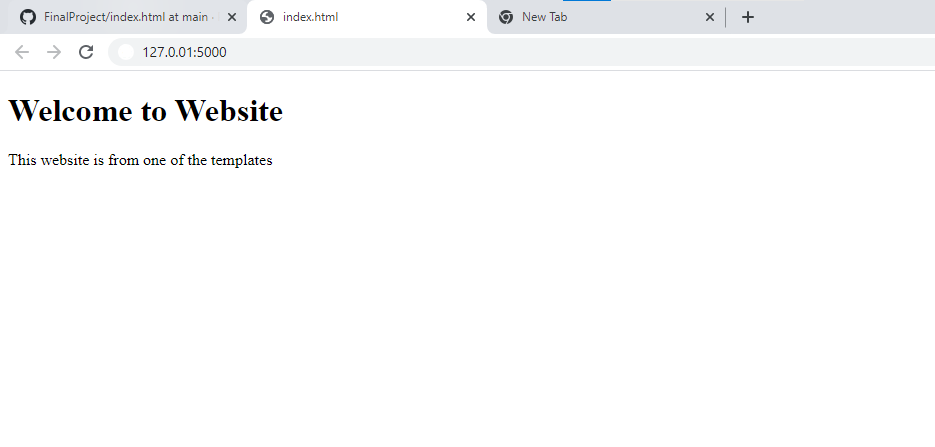 FinalProject/index.html at main ·
index.html
New Tab
127.0.01:5000
Welcome to Website
This website is from one of the templates